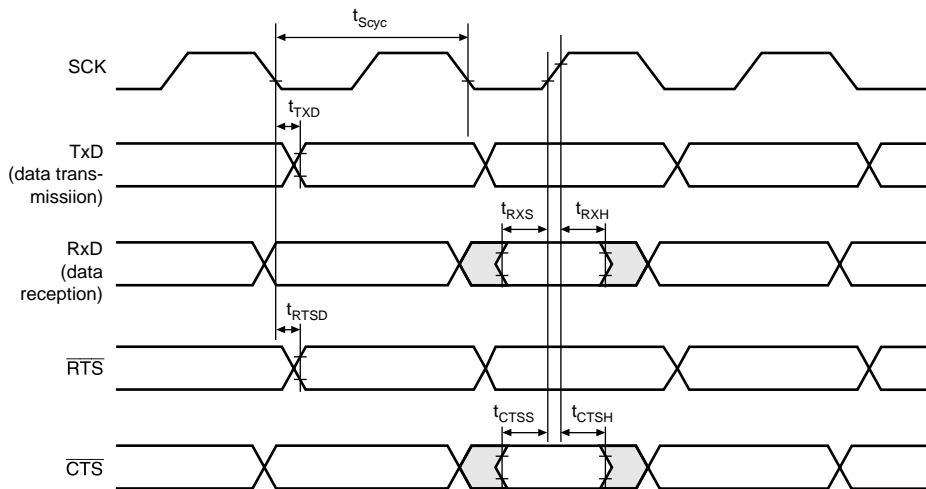 tScyc
SCK
tTXD
TxD
(data trans-
missiion)
tRXS
tRXH
RxD
(data
reception)
tRTSD
RTS
tCTSS
tCTSH
CTS